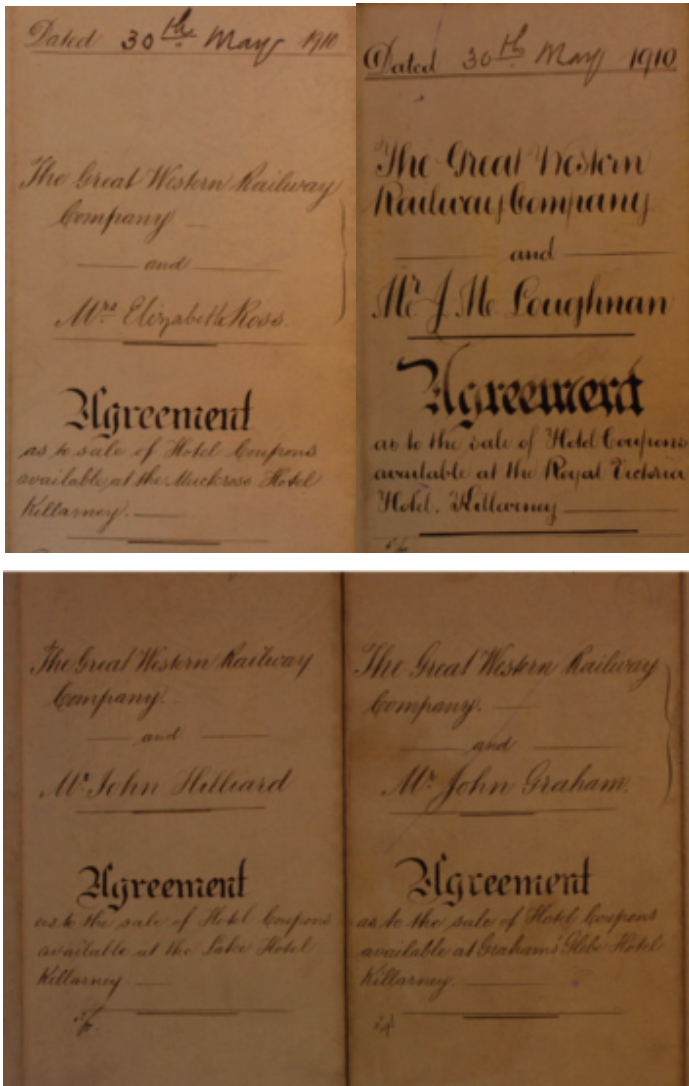 Dated 30th May 1910
The Great Western Railway
Company
and
Mrs Elizabeth Ross.
Agreement
as to sale of Hotel Coupons
available at the Muckross Hotel
Killarney.
Dated 30th May 1910
The Great Western
Railway Company
and
Mr J. Mc Loughnan
Agreement
as to the sale of Hotel Coupons
available at the Royal Victoria
Hotel, Killarney
The Great Western Railway
Company.
and
Mr John Hilliard
Agreement
as to the sale of Hotel Coupons
available at the Lake Hotel
Killarney
The Great Western Railway
Company.
and
Mr. John Graham.
Agreement
as to the sale of Hotel Coupons
available at Graham's Glebe Hotel
Killarney.